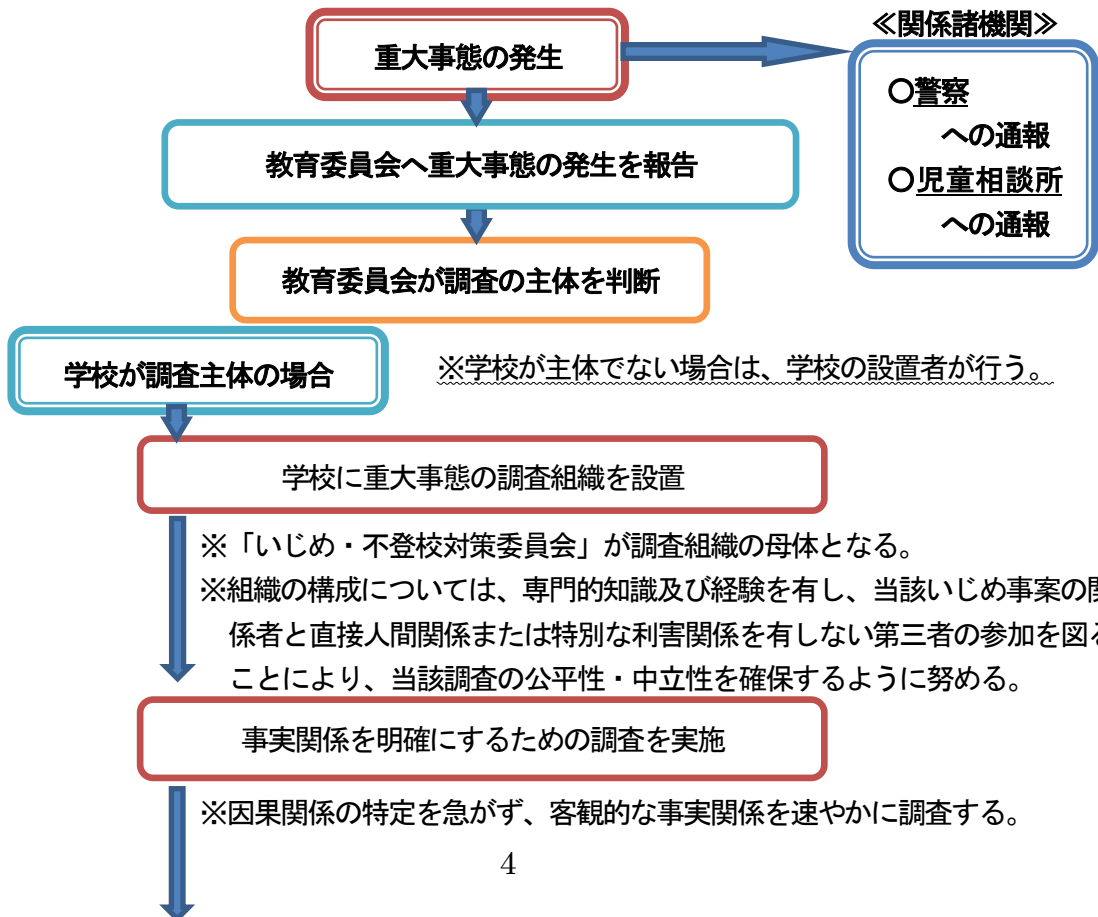 ≪関係諸機関≫
重大事態の発生
〇警察
への通報
〇児童相談所
への通報
教育委員会へ重大事態の発生を報告
教育委員会が調査の主体を判断
学校が調査主体の場合
※学校が主体でない場合は、学校の設置者が行う。
学校に重大事態の調査組織を設置
※「いじめ・不登校対策委員会」が調査組織の母体となる。
※組織の構成については、専門的知識及び経験を有し、当該いじめ事案の関
係者と直接人間関係または特別な利害関係を有しない第三者の参加を図る
ことにより、当該調査の公平性・中立性を確保するように努める。
事実関係を明確にするための調査を実施
※因果関係の特定を急がず、客観的な事実関係を速やかに調査する。
4